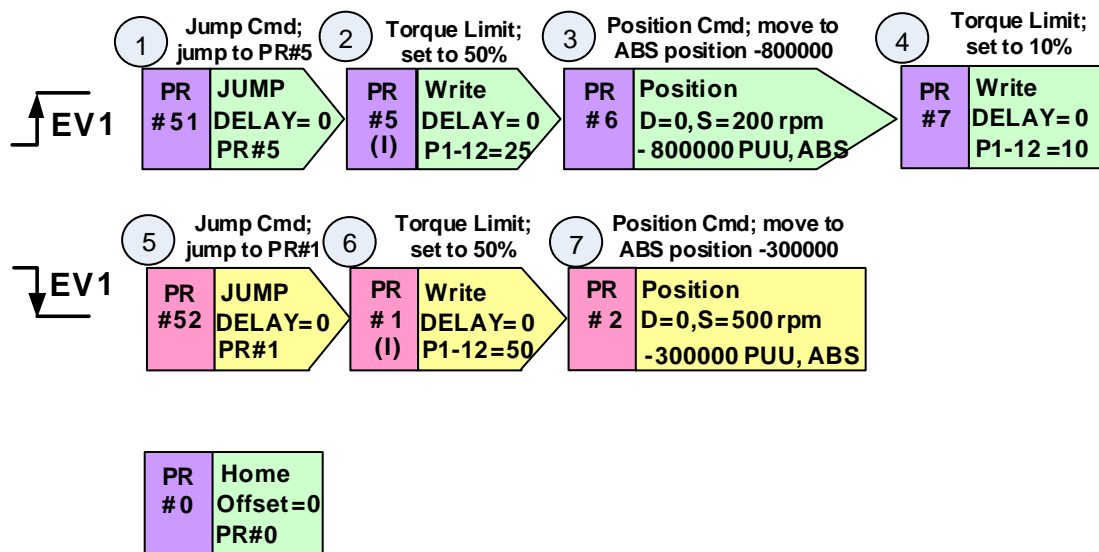 1
Jump Cmd;
jump to PR#5
2
Torque Limit;
set to 50%
3
Position Cmd; move to
ABS position -800000
4
Torque Limit;
set to 10%
EV1
PR
#51
JUMP
DELAY= 0
PR#5
PR
#5
(I)
Write
DELAY= 0
P1-12=25
PR
#6
Position
D=0,S=200 rpm
- 800000 PUU, ABS
PR
#7
Write
DELAY= 0
P1-12 =10
5
Jump Cmd;
jump to PR#1
6
Torque Limit;
set to 50%
7
Position Cmd; move to
ABS position -300000
EV1
PR
#52
JUMP
DELAY=0
PR#1
PR
# 1
(I)
Write
DELAY=0
P1-12=50
PR
# 2
Position
D=0,S=500 rpm
-300000 PUU, ABS
PR
#0
Home
Offset=0
PR#0